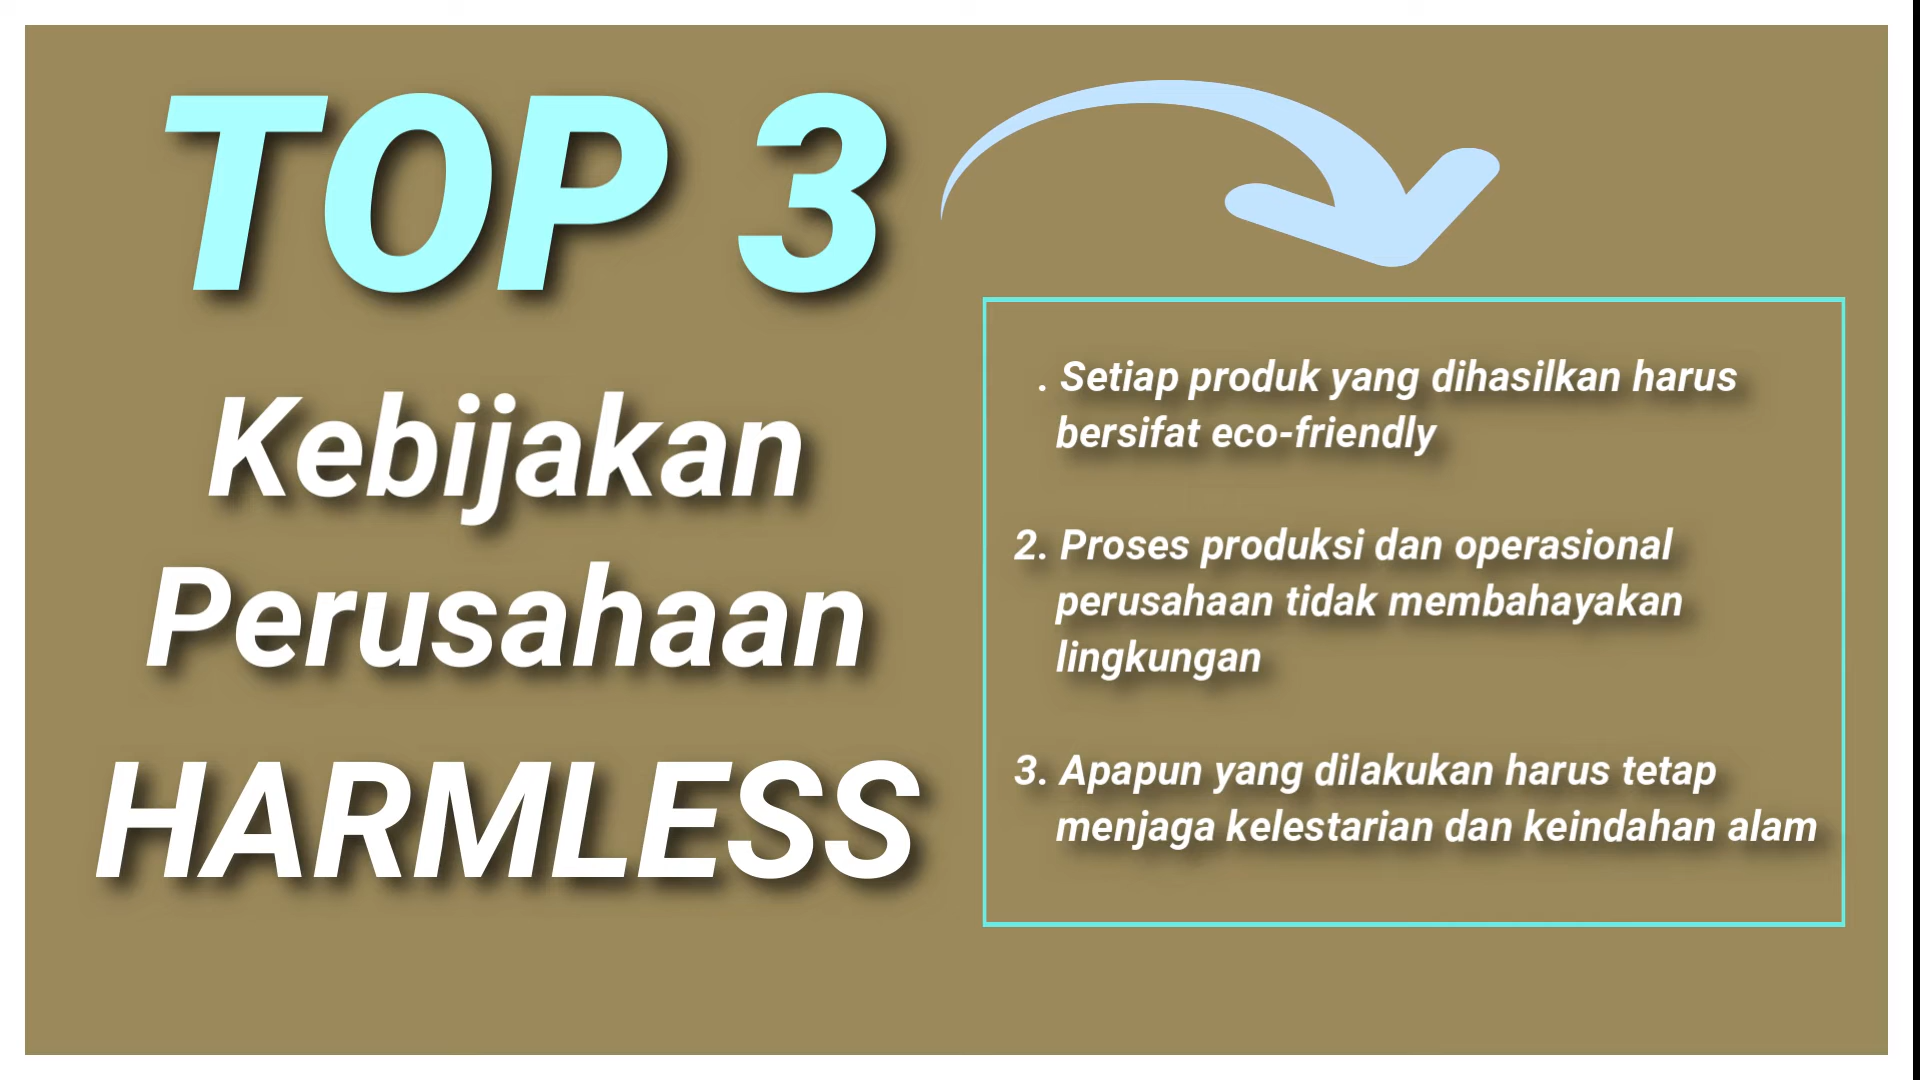 TOP 3
Kebijakan
Perusahaan
HARMLESS
. Setiap produk yang dihasilkan harus
bersifat eco-friendly
2. Proses produksi dan operasional
perusahaan tidak membahayakan
lingkungan
3. Apapun yang dilakukan harus tetap
menjaga kelestarian dan keindahan alam